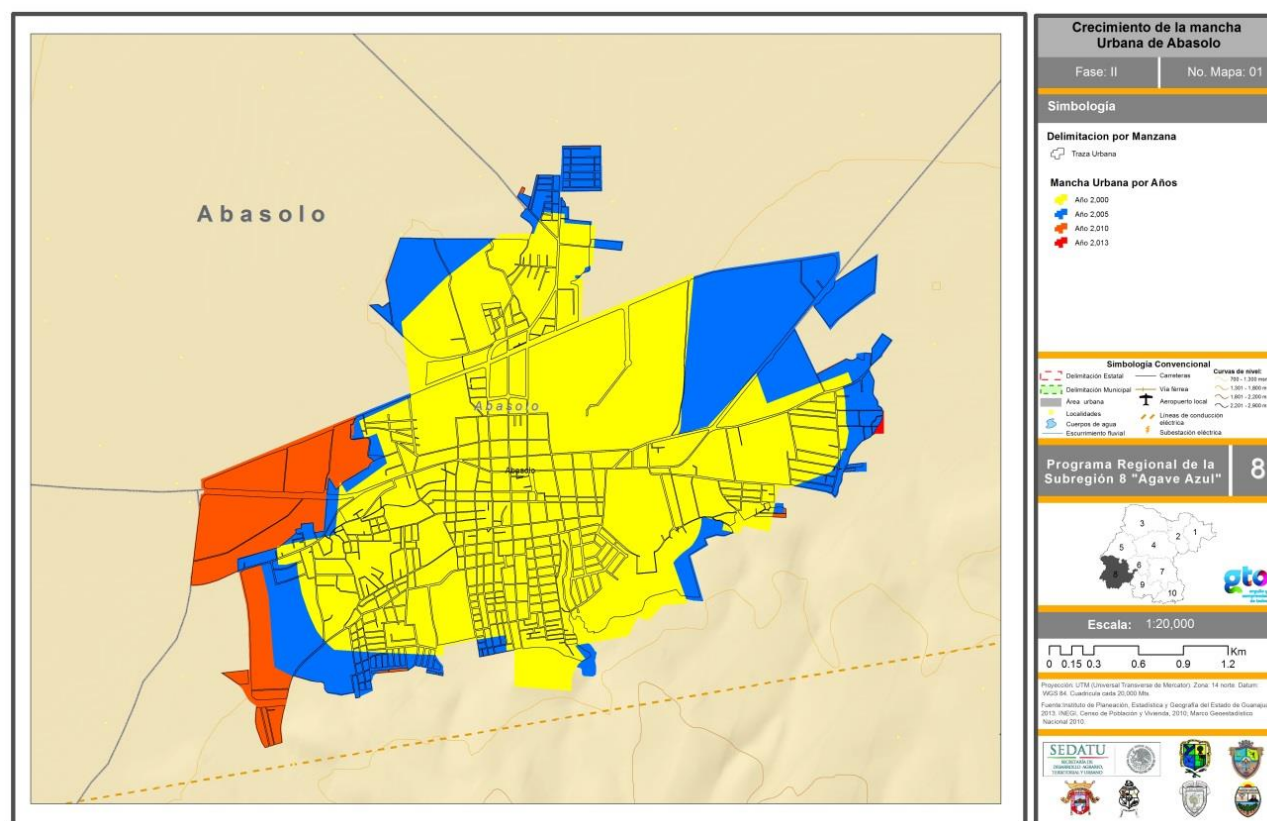 Abasolo
Abasolo
Abasolo
Crecimiento de la mancha
Urbana de Abasolo
Fase: II
No. Mapa: 01
Simbología
Delimitacion por Manzana
Traza Urbana
Mancha Urbana por Años
Año 2,000
Año 2,005
Año 2,010
Año 2,013
Simbología Convencional
Delimitación Estatal
Delimitación Municipal
Área urbana
Localidades
Cuerpos de agua
Escurrimiento fluvial
Carreteras
Vía férrea
Aeropuerto local
Líneas de conducción
eléctrica
Subestación eléctrica
Curvas de nivel:
Programa Regional de la
Subregión 8 "Agave Azul"
8
1
2
3
4
5
6
7
8
9
10
gto
Escala: 1:20,000
Km
0 0.15 0.3 0.6 0.9 1.2
Proyección: UTM (Universal Transverse de Mercator). Zona: 14 norte. Datum:
WGS 84. Cuadrícula cada 20,000 Mts.
Fuente:Instituto de Planeación, Estadística y Geografía del Estado de
2013; INEGI: Censo de Población y Vivienda, 2010; Marco Geoestadístico
Nacional 2010.
SEDATU
SECRETARÍA DE
DESARROLLO AGRARIO,
TERRITORIAL Y URBANO